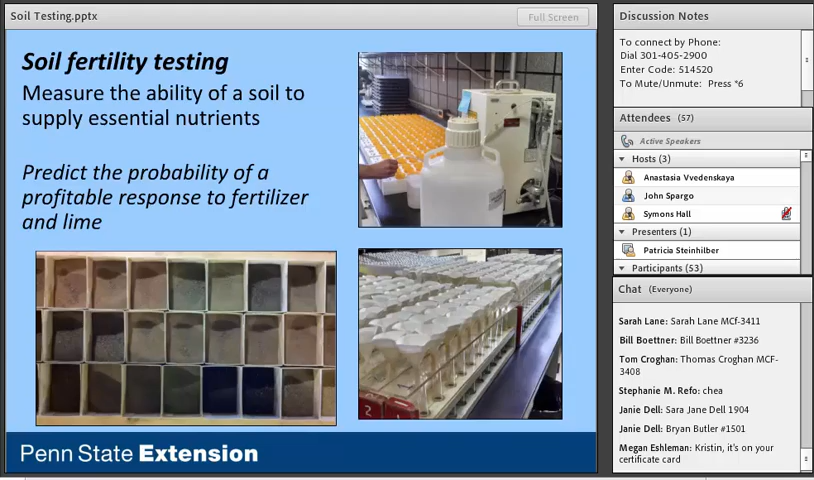 Soil Testing.pptx
Full Screen
Soil fertility testing
Measure the ability of a soil to
supply essential nutrients
Predict the probability of a
profitable response to fertilizer
and lime
2
1
Penn State Extension
Discussion Notes
To connect by Phone:
Dial 301-405-2900
Enter Code: 514520
To Mute/Unmute: Press *6
Attendees (57)
Active Speakers
Hosts (3)
Anastasia Vvedenskaya
John Spargo
Symons Hall
Presenters (1)
Patricia Steinhilber
Participants (53)
Chat (Everyone)
Sarah Lane: Sarah Lane MCf-3411
Bill Boettner: Bill Boettner #3236
Tom Croghan: Thomas Croghan MCF-
3408
Stephanie M. Refo: chea
Janie Dell: Sara Jane Dell 1904
Janie Dell: Bryan Butler #1501
Megan Eshleman: Kristin, it's on your
certificate card